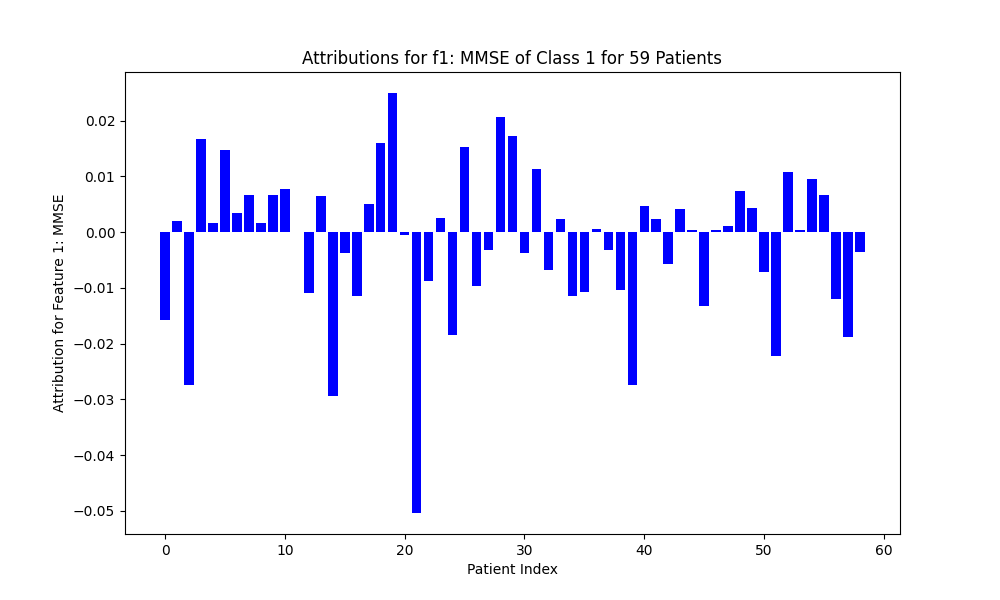 Attributions for f1: MMSE of Class 1 for 59 Patients
Attribution for Feature 1: MMSE
0.02
0.01
0.00
−0.01
−0.02
−0.03
−0.04
−0.05
0 10 20 30 40 50 60
Patient Index